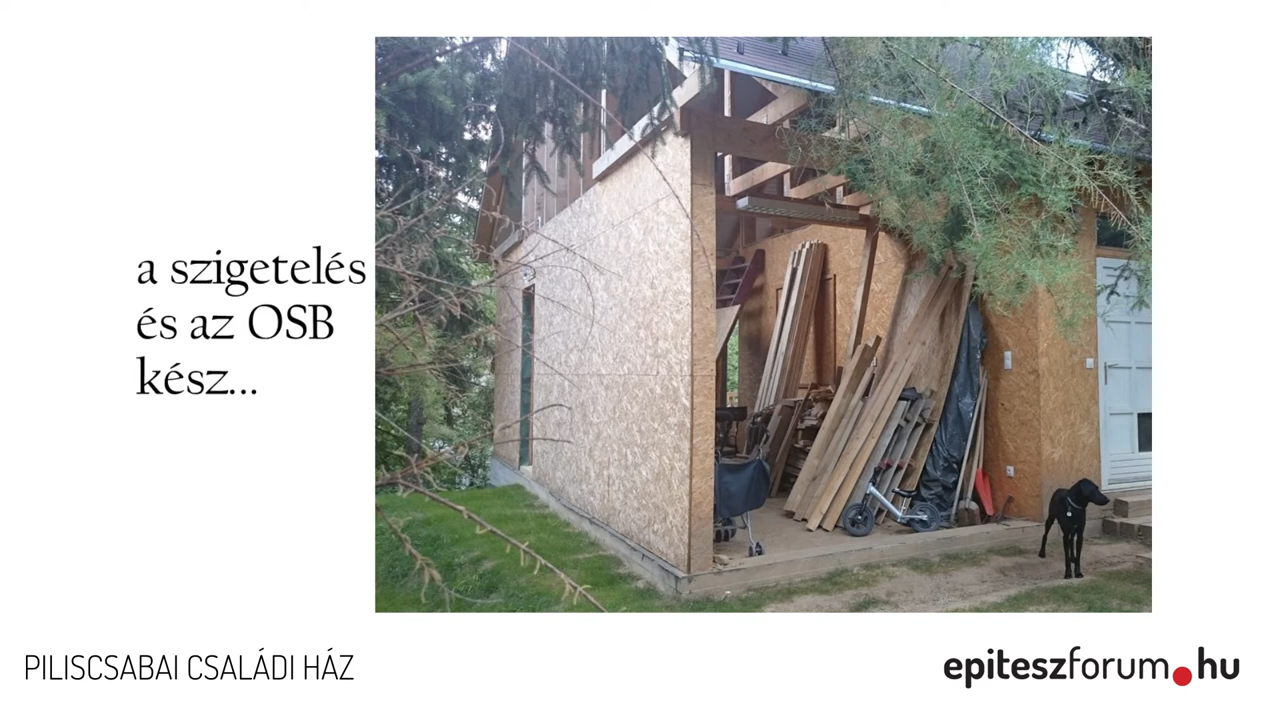 a szigetelés
és az OSB
kész...
PILISCSABAI CSALÁDI HÁZ
epiteszforum.hu